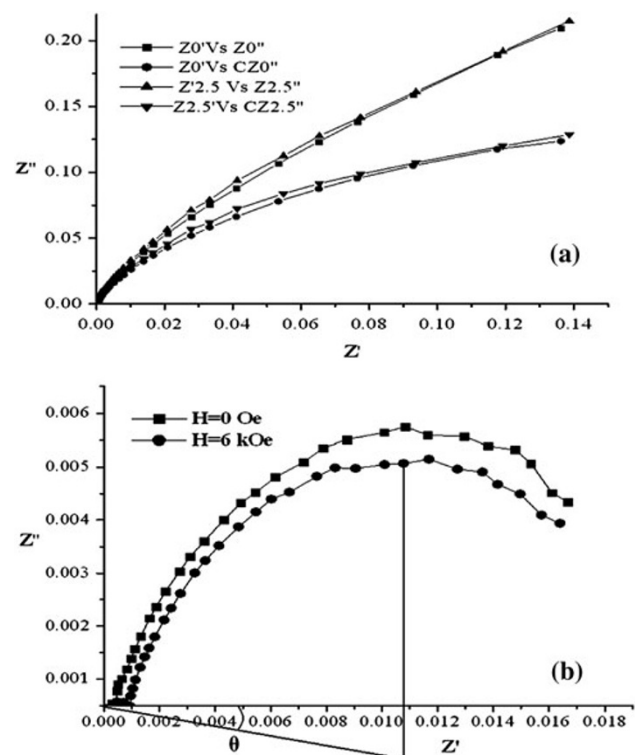 Z0'Vs Z0"
Z0'Vs CZ0"
Z'2.5 Vs Z2.5"
Z2.5'Vs CZ2.5"
0.20
0.15
0.10
0.05
0.00
Z"
(a)
0.00 0.02 0.04 0.06 0.08 0.10 0.12 0.14
Z'
H=0 Oe
H=6 kOe
0.006
0.005
0.004
0.003
0.002
0.001
Z"
(b)
0.000 0.002 0.004 0.006 0.008 0.010 0.012 0.014 0.016 0.018
θ
Z'